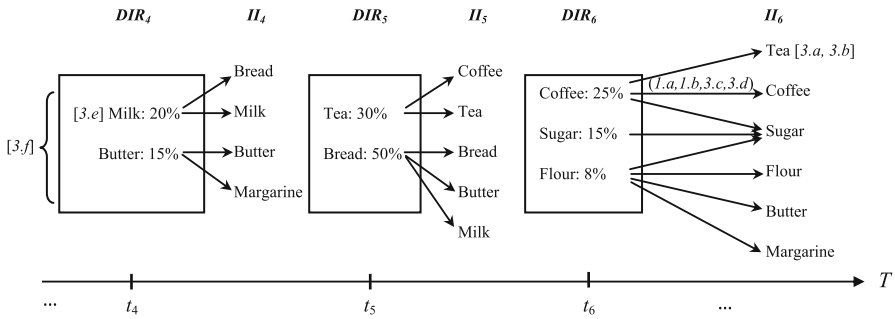 DIR4 II4 DIR5 II5 DIR6 II6
Tea [3.a, 3.b]
Bread Coffee
(1.a,1.b,3.c,3.d)
Coffee: 25% Coffee
[3.e] Milk: 20% Milk Tea: 30% Tea
Sugar: 15% Sugar
[3.f]
Butter: 15% Butter Bread: 50% Bread
Flour: 8% Flour
Margarine Butter
Butter
Milk
Margarine
T
... t4 t5 t6 ...